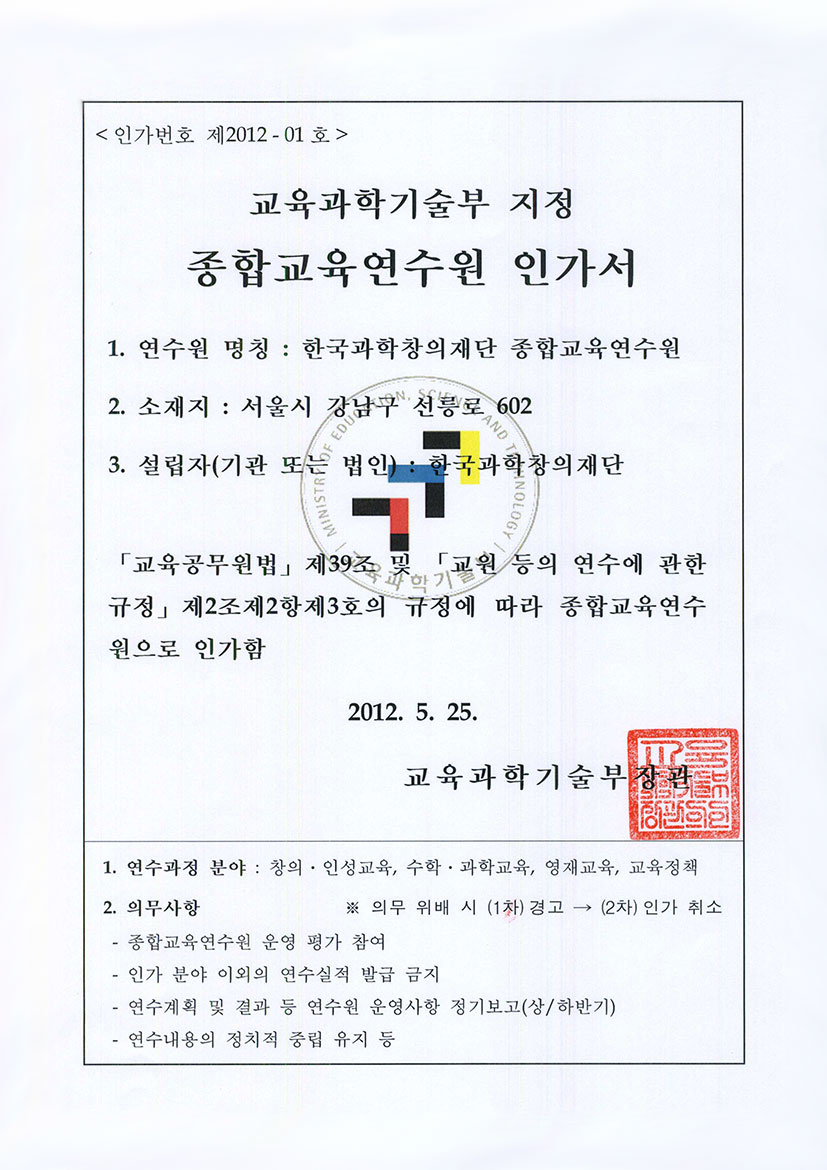 < 인가번호 제2012 - 01 호 >
교육과학기술부 지정
종합교육연수원 인가서
1. 연수원 명칭 : 한국과학창의재단 종합교육연수원
2. 소재지 : 서울시 강남구 선릉로 602
3. 설립자(기관 또는 법인) : 한국과학창의재단
MINISTRY OF EDUCATION, SCIENCE AND TECHNOLOGY
교육과학기술부
「교육공무원법」제39조 및 「교원 등의 연수에 관한
규정」제2조제2항제3호의 규정에 따라 종합교육연수
원으로 인가함
2012. 5. 25.
교육과학기술부장관
1. 연수과정 분야 : 창의·인성교육, 수학·과학교육, 영재교육, 교육정책
2. 의무사항 ※ 의무 위배 시 (1차) 경고 → (2차) 인가 취소
- 종합교육연수원 운영 평가 참여
- 인가 분야 이외의 연수실적 발급 금지
- 연수계획 및 결과 등 연수원 운영사항 정기보고(상/하반기)
- 연수내용의 정치적 중립 유지 등